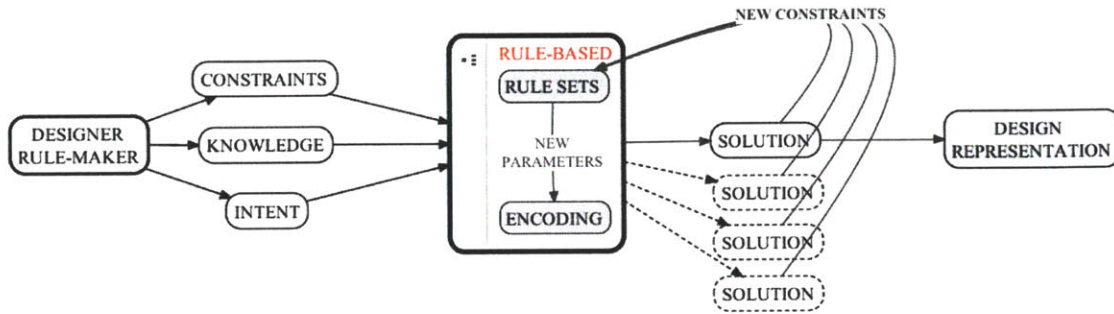 NEW CONSTRAINTS
RULE-BASED
CONSTRAINTS
RULE SETS
DESIGNER
RULE-MAKER
KNOWLEDGE
NEW
PARAMETERS
SOLUTION
DESIGN
REPRESENTATION
SOLUTION
INTENT
ENCODING
SOLUTION
SOLUTION